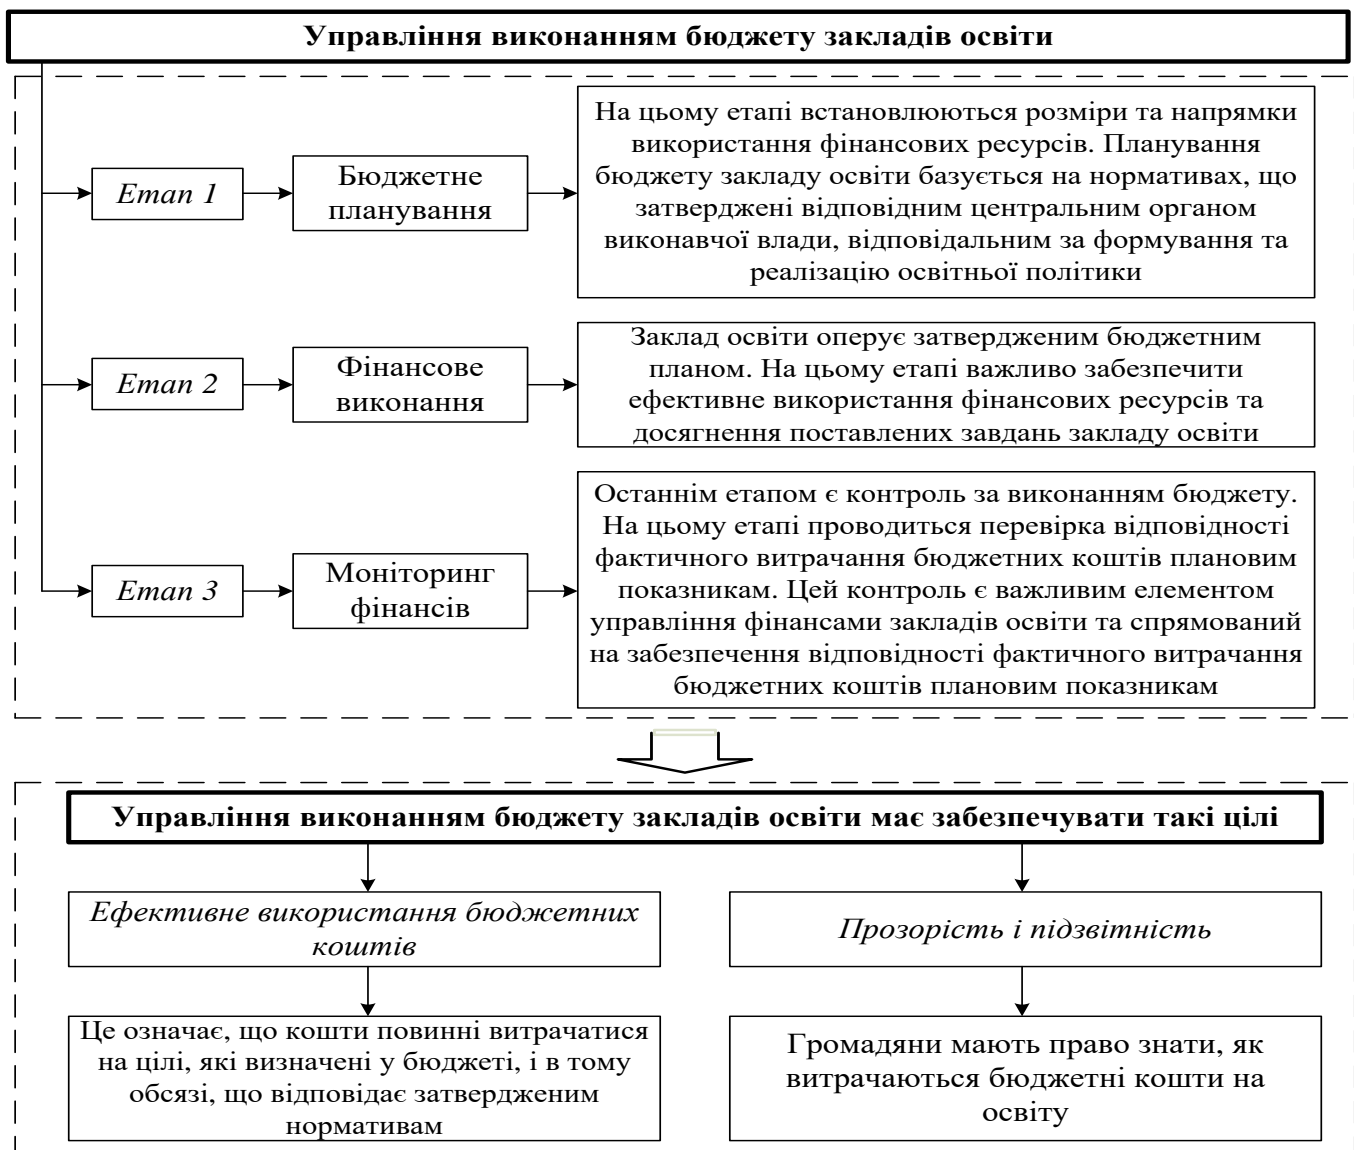 Управління виконанням бюджету закладів освіти
Етап 1
Бюджетне
планування
На цьому етапі встановлюються розміри та напрямки
використання фінансових ресурсів. Планування
бюджету закладу освіти базується на нормативах, що
затверджені відповідним центральним органом
виконавчої влади, відповідальним за формування та
реалізацію освітньої політики
Етап 2
Фінансове
виконання
Заклад освіти оперує затвердженим бюджетним
планом. На цьому етапі важливо забезпечити
ефективне використання фінансових ресурсів та
досягнення поставлених завдань закладу освіти
Етап 3
Моніторинг
фінансів
Останнім етапом є контроль за виконанням бюджету.
На цьому етапі проводиться перевірка відповідності
фактичного витрачання бюджетних коштів плановим
показникам. Цей контроль є важливим елементом
управління фінансами закладів освіти та спрямований
на забезпечення відповідності фактичного витрачання
бюджетних коштів плановим показникам
Управління виконанням бюджету закладів освіти має забезпечувати такі цілі
Ефективне використання бюджетних
коштів
Це означає, що кошти повинні витрачатися
на цілі, які визначені у бюджеті, і в тому
обсязі, що відповідає затвердженим
нормативам
Прозорість і підзвітність
Громадяни мають право знати, як
витрачаються бюджетні кошти на
освіту